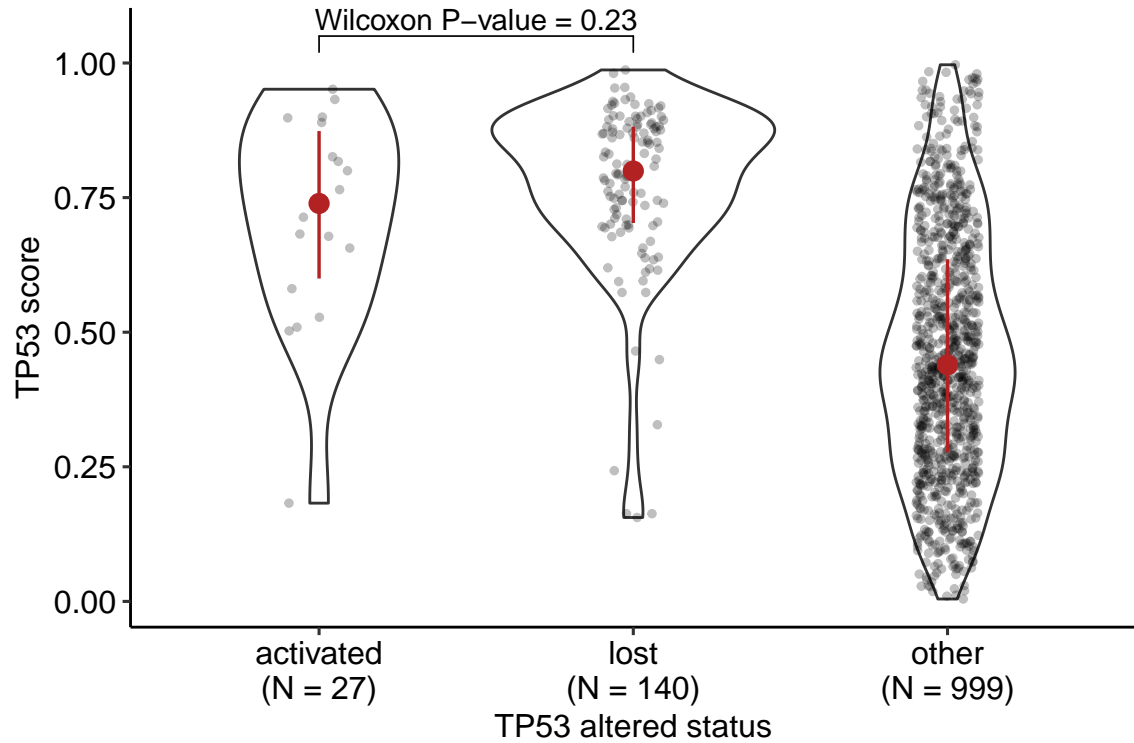 Wilcoxon P−value = 0.23
1.00
0.75
0.50
0.25
0.00
TP53 score
activated
(N = 27)
lost
(N = 140)
other
(N = 999)
TP53 altered status